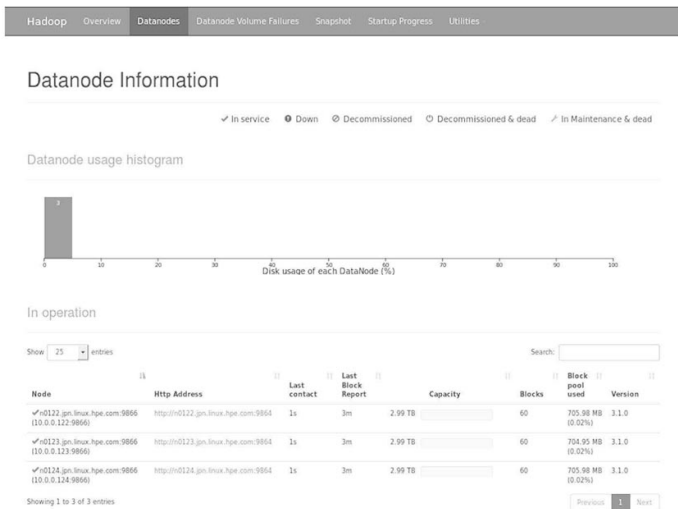 Hadoop Overview Datanodes Datanode Volume Failures Snapshot Startup Progress Utilities
Datanode Information
In service Down Decommissioned Decommissioned & dead In Maintenance & dead
Datanode usage histogram
3
0 10 20 30 40 50 60 70 80 90 100
Disk usage of each DataNode (%)
In operation
Show 25 entries Search:
Node Http Address Last contact Last Block Report Capacity Blocks Block pool used Version
n0122.jpn.linux.hpe.com:9866 http://n0122.jpn.linux.hpe.com:9864 1s 3m 2.99 TB 60 705.98 MB 3.1.0
(10.0.0.122:9866) (0.02%)
n0123.jpn.linux.hpe.com:9866 http://n0123.jpn.linux.hpe.com:9864 1s 3m 2.99 TB 60 704.95 MB 3.1.0
(10.0.0.123:9866) (0.02%)
n0124.jpn.linux.hpe.com:9866 http://n0124.jpn.linux.hpe.com:9864 1s 3m 2.99 TB 60 705.98 MB 3.1.0
(10.0.0.124:9866) (0.02%)
Showing 1 to 3 of 3 entries Previous 1 Next